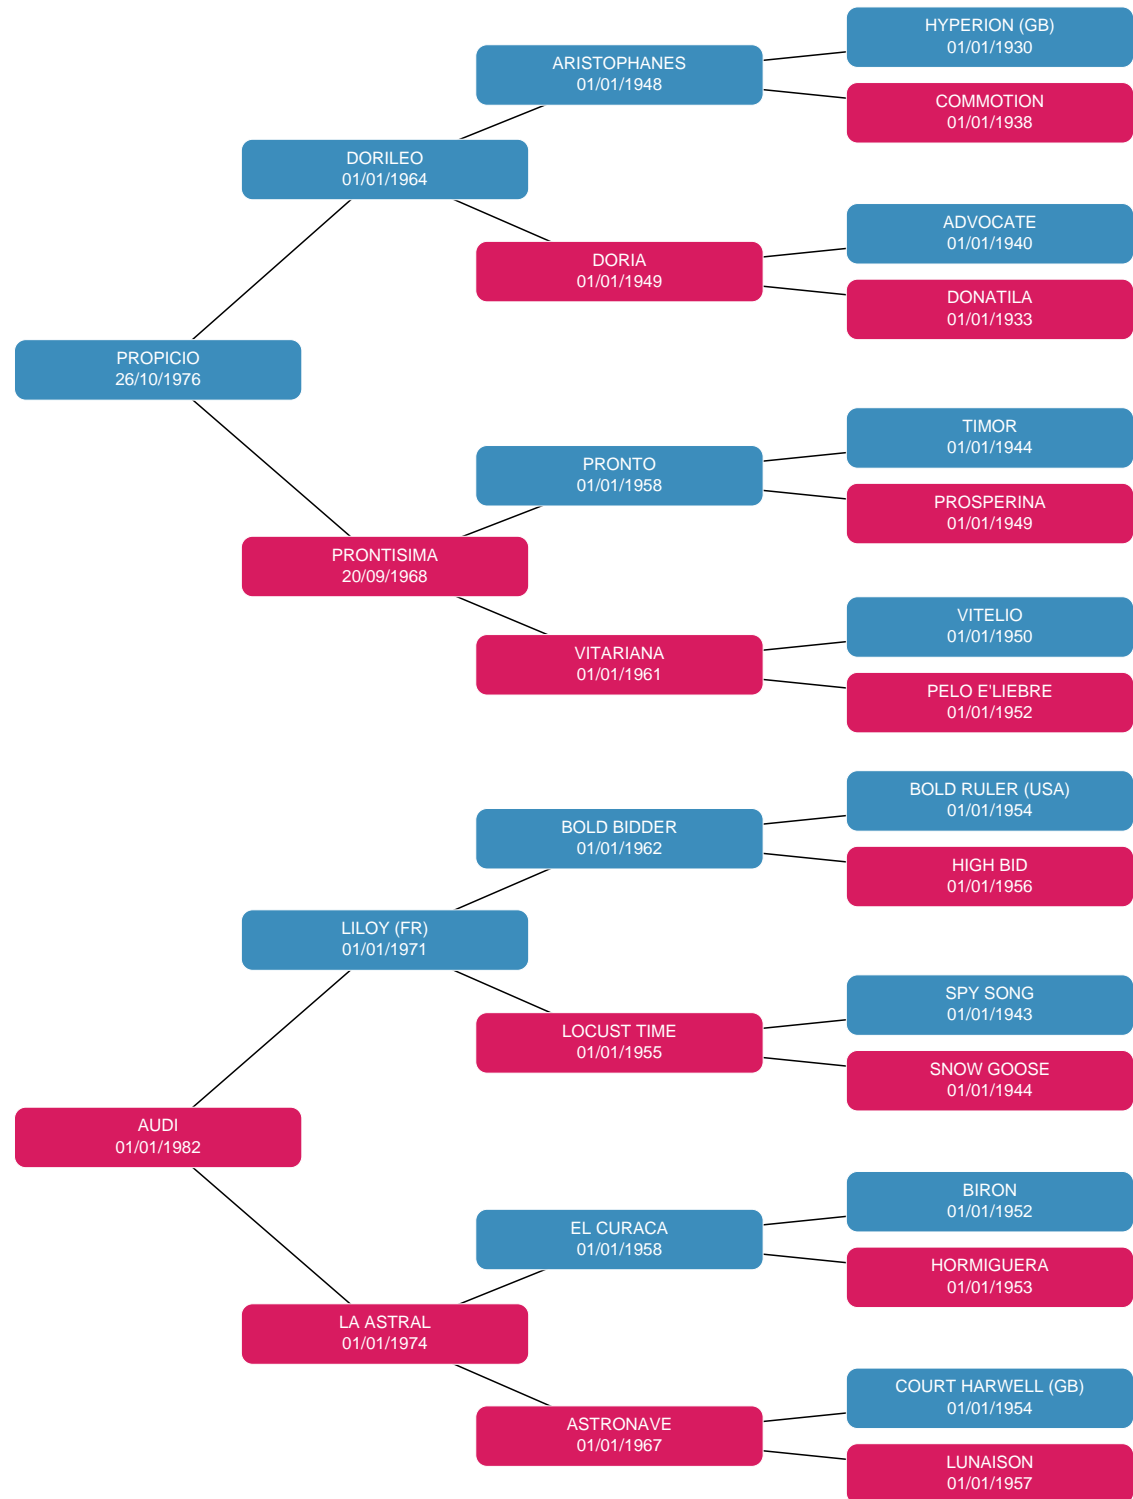 HYPERION (GB)
01/01/1930
ARISTOPHANES
01/01/1948
COMMOTION
01/01/1938
DORILEO
01/01/1964
ADVOCATE
01/01/1940
DORIA
01/01/1949
DONATILA
01/01/1933
PROPICIO
26/10/1976
TIMOR
01/01/1944
PRONTO
01/01/1958
PROSPERINA
01/01/1949
PRONTISIMA
20/09/1968
VITELIO
01/01/1950
VITARIANA
01/01/1961
PELO E'LIEBRE
01/01/1952
BOLD RULER (USA)
01/01/1954
BOLD BIDDER
01/01/1962
HIGH BID
01/01/1956
LILOY (FR)
01/01/1971
SPY SONG
01/01/1943
LOCUST TIME
01/01/1955
SNOW GOOSE
01/01/1944
AUDI
01/01/1982
BIRON
01/01/1952
EL CURACA
01/01/1958
HORMIGUERA
01/01/1953
LA ASTRAL
01/01/1974
COURT HARWELL (GB)
01/01/1954
ASTRONAVE
01/01/1967
LUNAISON
01/01/1957